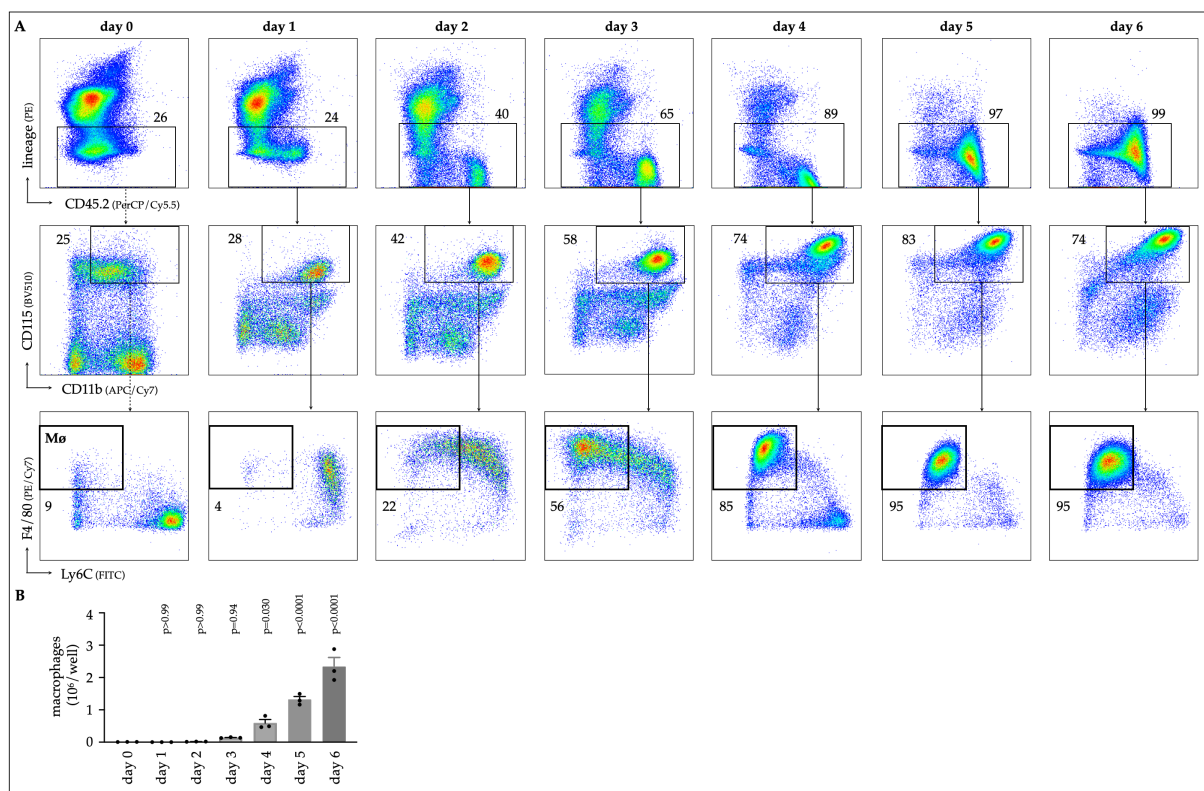 A
day 0 day 1 day 2 day 3 day 4 day 5 day 6
lineage (PE)
26 24 40 65 89 97 99
CD45.2 (PerCP/Cy5.5)
CD115 (BV510)
25 28 42 58 74 83 74
CD11b (APC/Cy7)
F4/80 (PE/Cy7)
Mø
9 4 22 56 85 95 95
Ly6C (FITC)
B
p>0.99 p>0.99 p=0.94 p=0.030 p<0.0001 p<0.0001
macrophages
(10⁶/well)
4
3
2
1
0
day 0 day 1 day 2 day 3 day 4 day 5 day 6